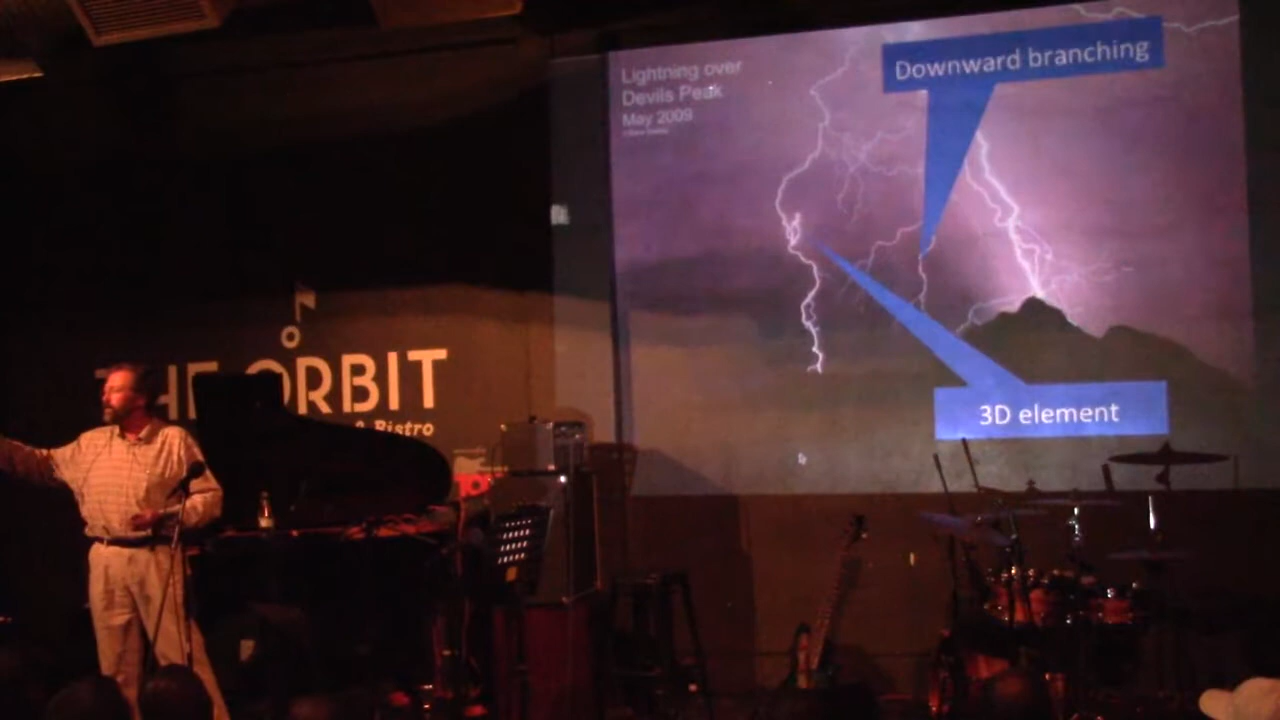 Lightning over
Devils Peak
May 2009
Downward branching
3D element
THE ORBIT
& Bistro